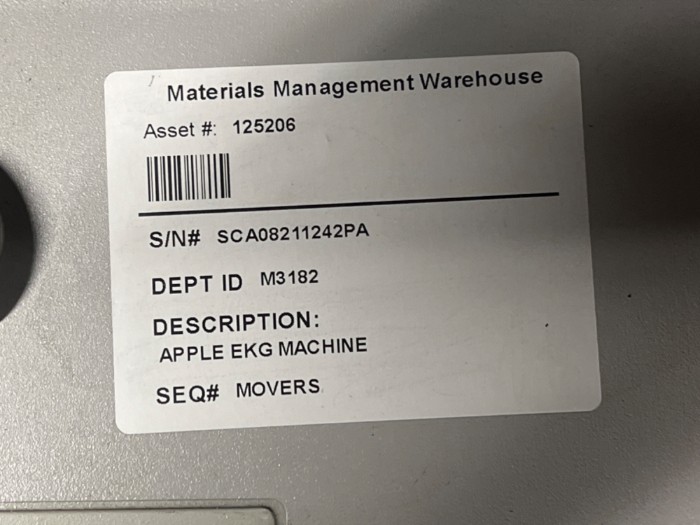 Materials Management Warehouse
Asset #: 125206
S/N# SCA08211242PA
DEPT ID M3182
DESCRIPTION:
APPLE EKG MACHINE
SEQ# MOVERS